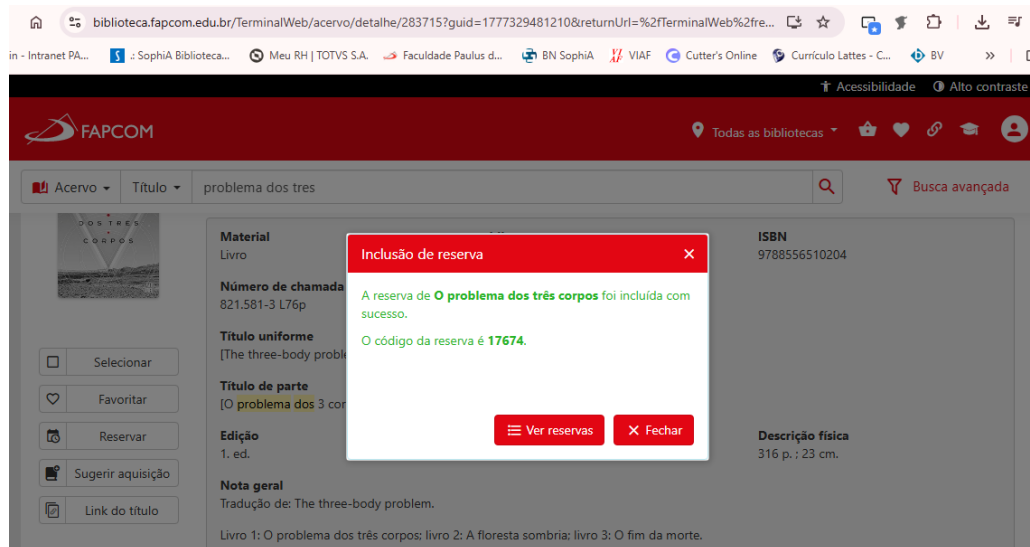 biblioteca.fapcom.edu.br/TerminalWeb/acervo/detalhe/283715?guid=1777329481210&returnUrl=%2fTerminalWeb%2fre...
in - Intranet PA...
.: SophiA Biblioteca...
Meu RH | TOTVS S.A.
Faculdade Paulus d...
BN SophiA
VIAF
Cutter's Online
Currículo Lattes - C...
BV
»
Acessibilidade
Alto contraste
FAPCOM
Todas as bibliotecas
Acervo
Título
problema dos tres
Busca avançada
DOS TRES
CORPOS
Material
Livro
ISBN
9788556510204
Número de chamada
821.581-3 L76p
Título uniforme
[The three-body proble
Título de parte
[O problema dos 3 cor
Edição
1. ed.
Descrição física
316 p. ; 23 cm.
Nota geral
Tradução de: The three-body problem.
Livro 1: O problema dos três corpos; livro 2: A floresta sombria; livro 3: O fim da morte.
Selecionar
Favoritar
Reservar
Sugerir aquisição
Link do título
Inclusão de reserva
A reserva de O problema dos três corpos foi incluída com
sucesso.
O código da reserva é 17674.
Ver reservas
Fechar